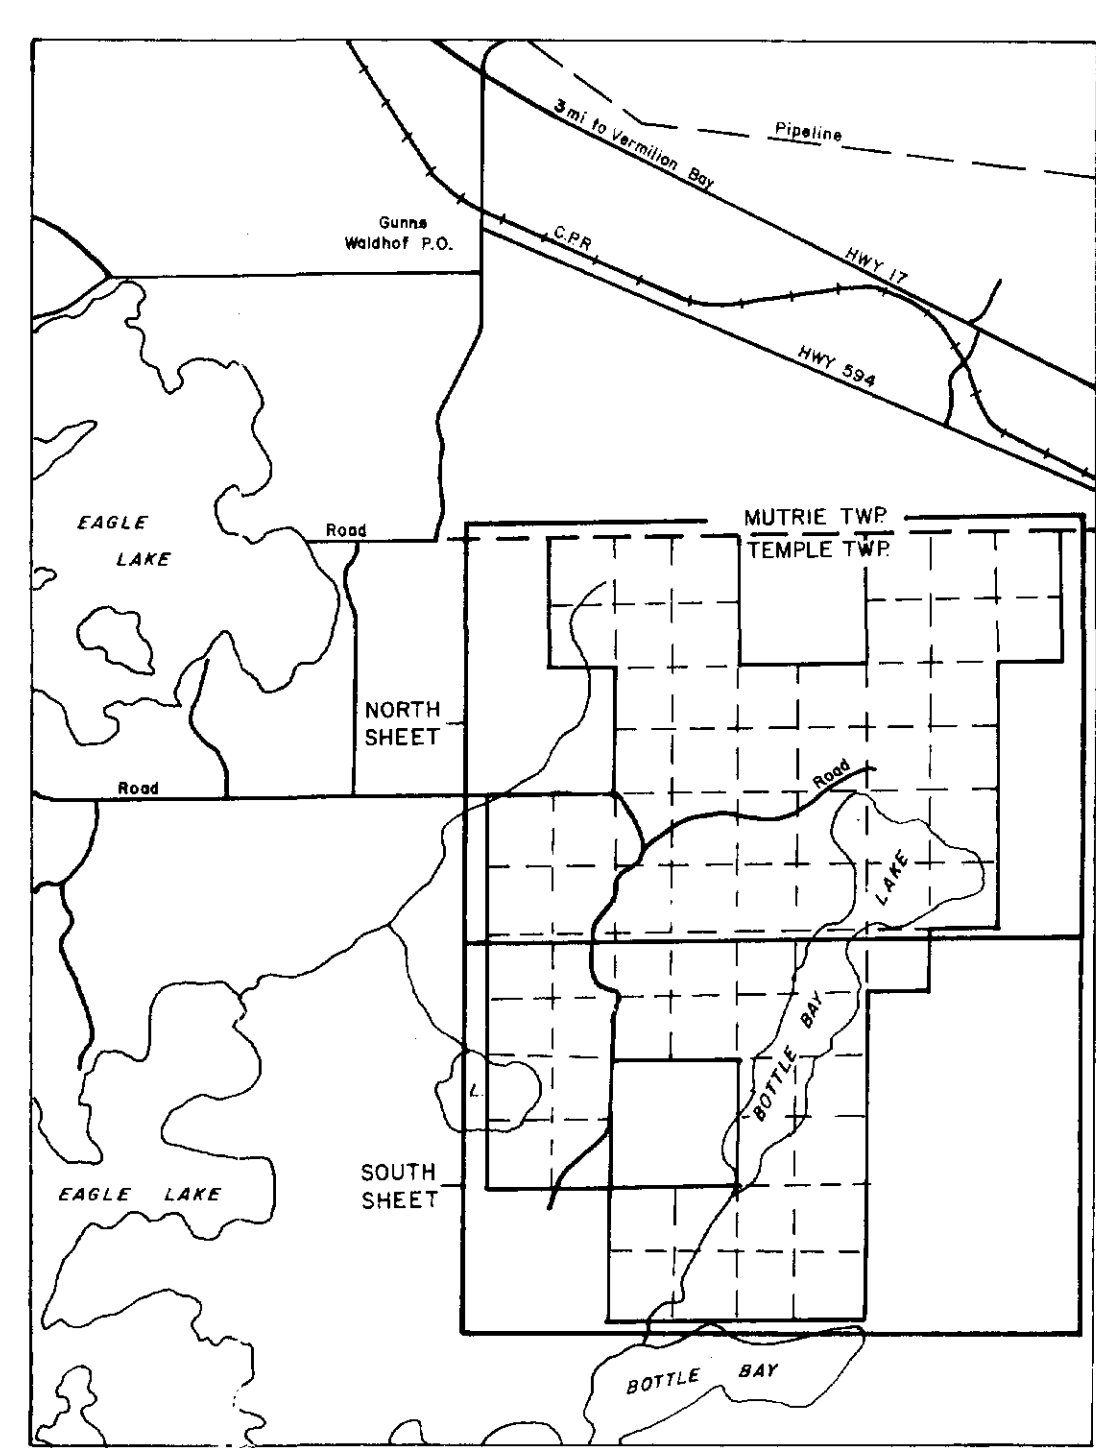 Pipeline
3 mi to Vermilion Bay
Gunne
Waldhof P.O.
C.P.R
HWY 17
HWY 594
EAGLE
LAKE
Road
MUTRIE TWP.
TEMPLE TWP.
NORTH
SHEET
Road
Road
LAKE
BOTTLE BAY
L.
SOUTH
SHEET
EAGLE LAKE
BOTTLE BAY